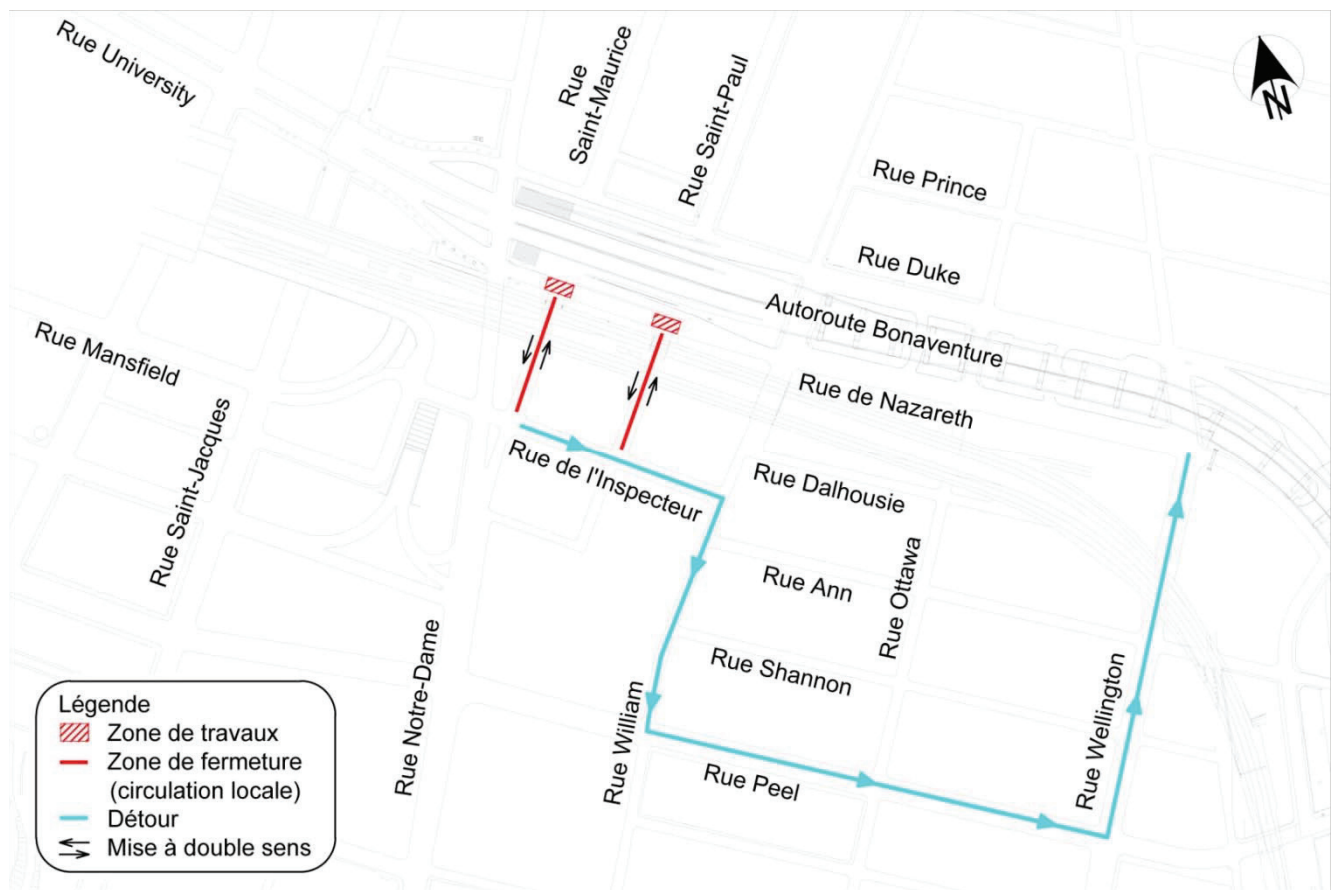 Rue University
Rue
Saint-Maurice
Rue Saint-Paul
N
Rue Prince
Rue Duke
Autoroute Bonaventure
Rue Mansfield
Rue de Nazareth
Rue Saint-Jacques
Rue de l'Inspecteur
Rue Dalhousie
Rue Ann
Rue Ottawa
Rue Shannon
Rue Notre-Dame
Rue William
Rue Peel
Rue Wellington
Légende
Zone de travaux
Zone de fermeture
(circulation locale)
Détour
Mise à double sens